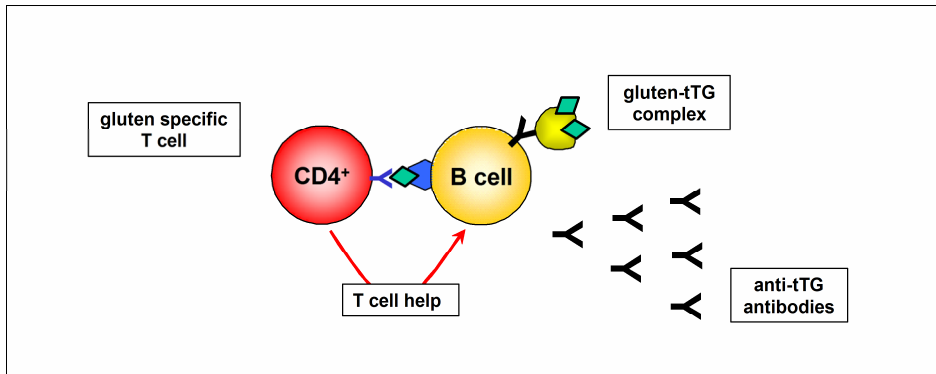 gluten specific
T cell
CD4⁺
B cell
gluten-tTG
complex
T cell help
anti-tTG
antibodies